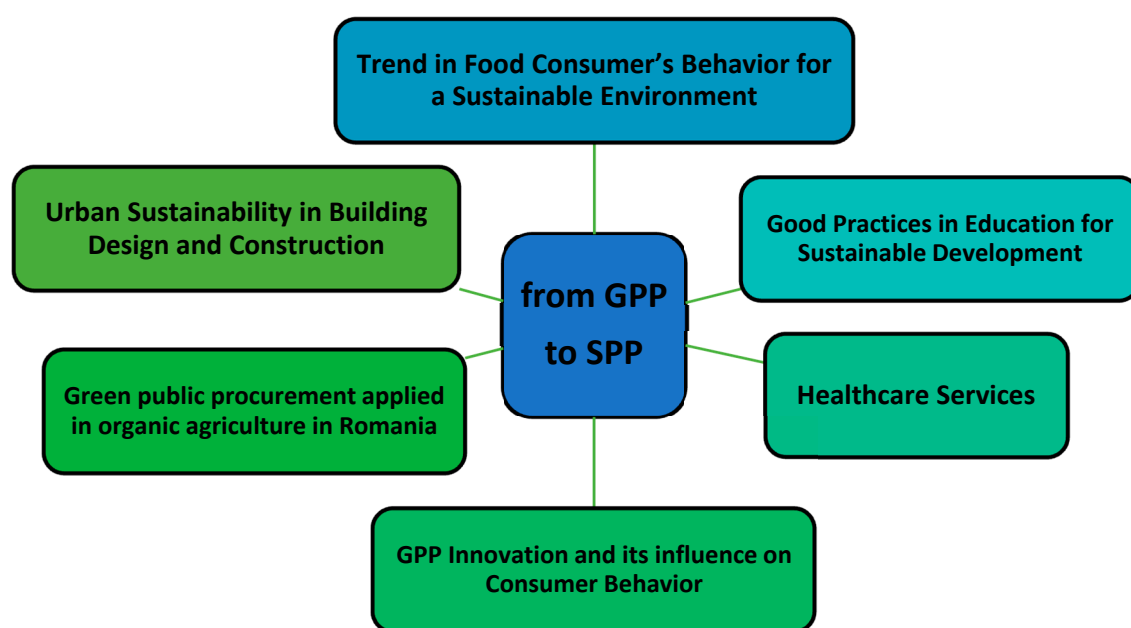 Trend in Food Consumer’s Behavior for
a Sustainable Environment
Urban Sustainability in Building
Design and Construction
Good Practices in Education for
Sustainable Development
from GPP
to SPP
Green public procurement applied
in organic agriculture in Romania
Healthcare Services
GPP Innovation and its influence on
Consumer Behavior